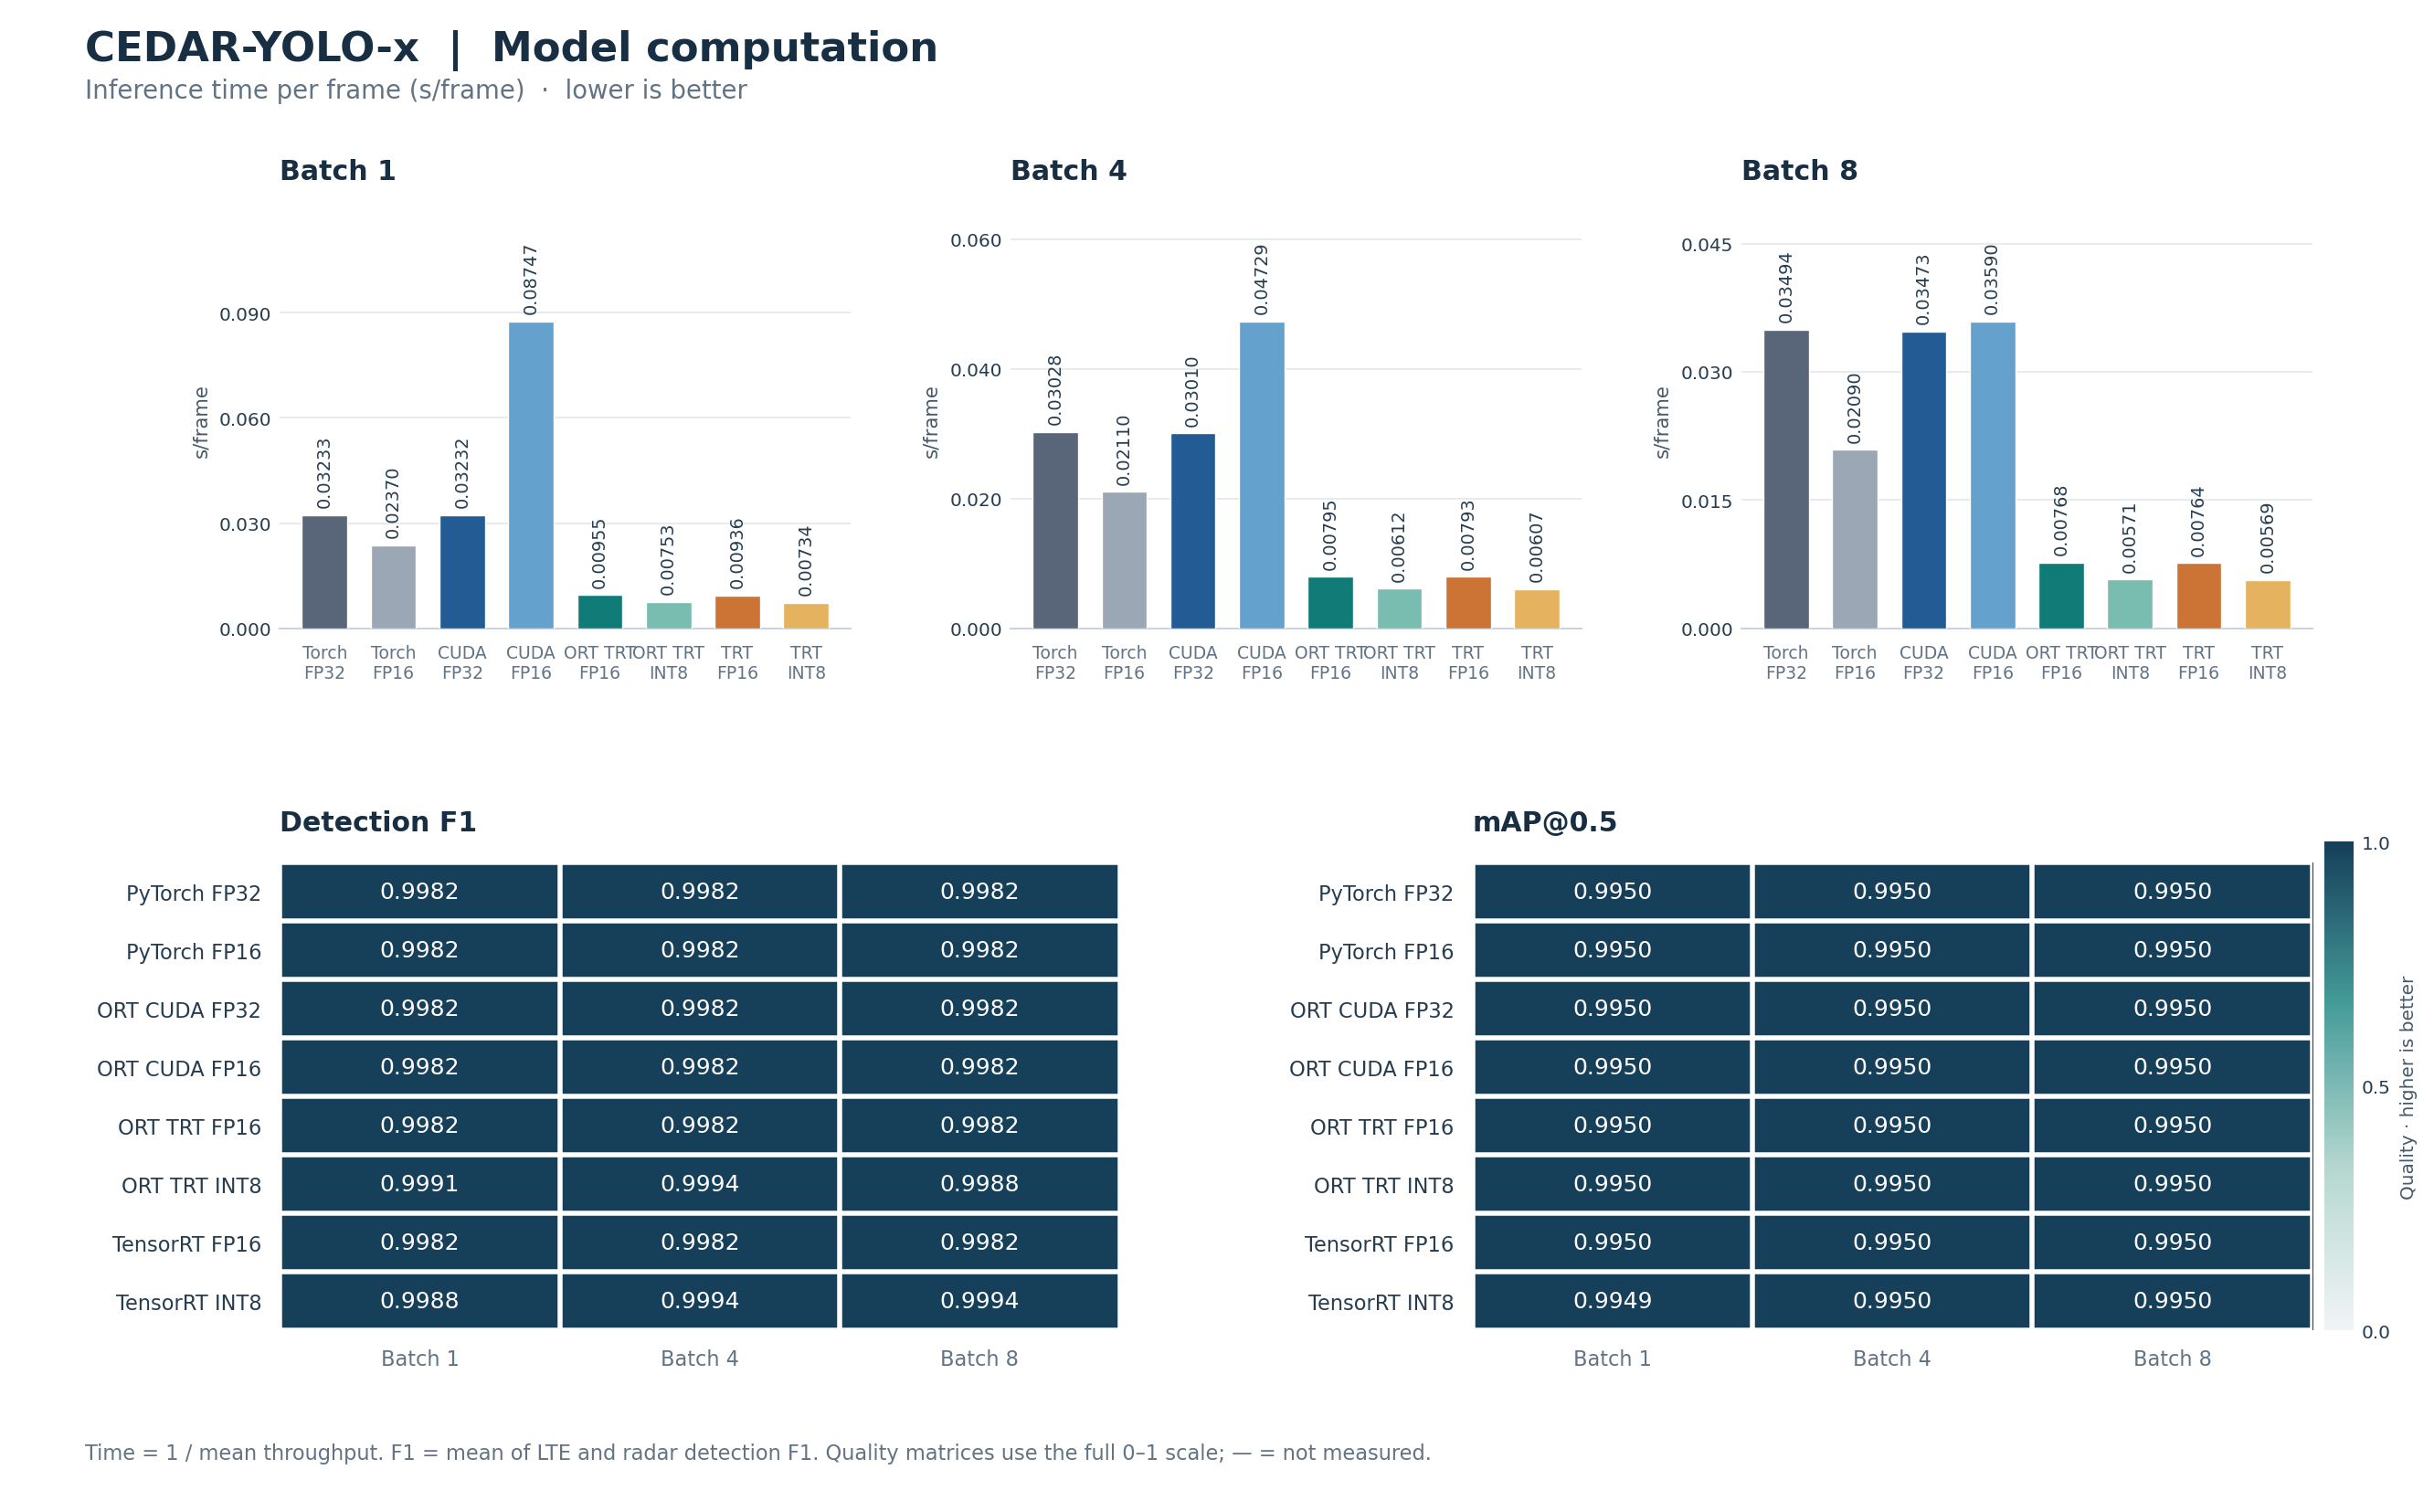 CEDAR-YOLO-x | Model computation
Inference time per frame (s/frame) · lower is better
Batch 1
s/frame
0.090
0.060
0.030
0.000
0.03233
0.02370
0.03232
0.08747
0.00955
0.00753
0.00936
0.00734
Torch FP32
Torch FP16
CUDA FP32
CUDA FP16
ORT TRT FP16
ORT TRT INT8
TRT FP16
TRT INT8
Batch 4
s/frame
0.060
0.040
0.020
0.000
0.03028
0.02110
0.03010
0.04729
0.00795
0.00612
0.00793
0.00607
Torch FP32
Torch FP16
CUDA FP32
CUDA FP16
ORT TRT FP16
ORT TRT INT8
TRT FP16
TRT INT8
Batch 8
s/frame
0.045
0.030
0.015
0.000
0.03494
0.02090
0.03473
0.03590
0.00768
0.00571
0.00764
0.00569
Torch FP32
Torch FP16
CUDA FP32
CUDA FP16
ORT TRT FP16
ORT TRT INT8
TRT FP16
TRT INT8
Detection F1
PyTorch FP32 0.9982 0.9982 0.9982
PyTorch FP16 0.9982 0.9982 0.9982
ORT CUDA FP32 0.9982 0.9982 0.9982
ORT CUDA FP16 0.9982 0.9982 0.9982
ORT TRT FP16 0.9982 0.9982 0.9982
ORT TRT INT8 0.9991 0.9994 0.9988
TensorRT FP16 0.9982 0.9982 0.9982
TensorRT INT8 0.9988 0.9994 0.9994
Batch 1 Batch 4 Batch 8
mAP@0.5
PyTorch FP32 0.9950 0.9950 0.9950
PyTorch FP16 0.9950 0.9950 0.9950
ORT CUDA FP32 0.9950 0.9950 0.9950
ORT CUDA FP16 0.9950 0.9950 0.9950
ORT TRT FP16 0.9950 0.9950 0.9950
ORT TRT INT8 0.9950 0.9950 0.9950
TensorRT FP16 0.9950 0.9950 0.9950
TensorRT INT8 0.9949 0.9950 0.9950
Batch 1 Batch 4 Batch 8
1.0
0.5
0.0
Quality · higher is better
Time = 1 / mean throughput. F1 = mean of LTE and radar detection F1. Quality matrices use the full 0–1 scale; — = not measured.